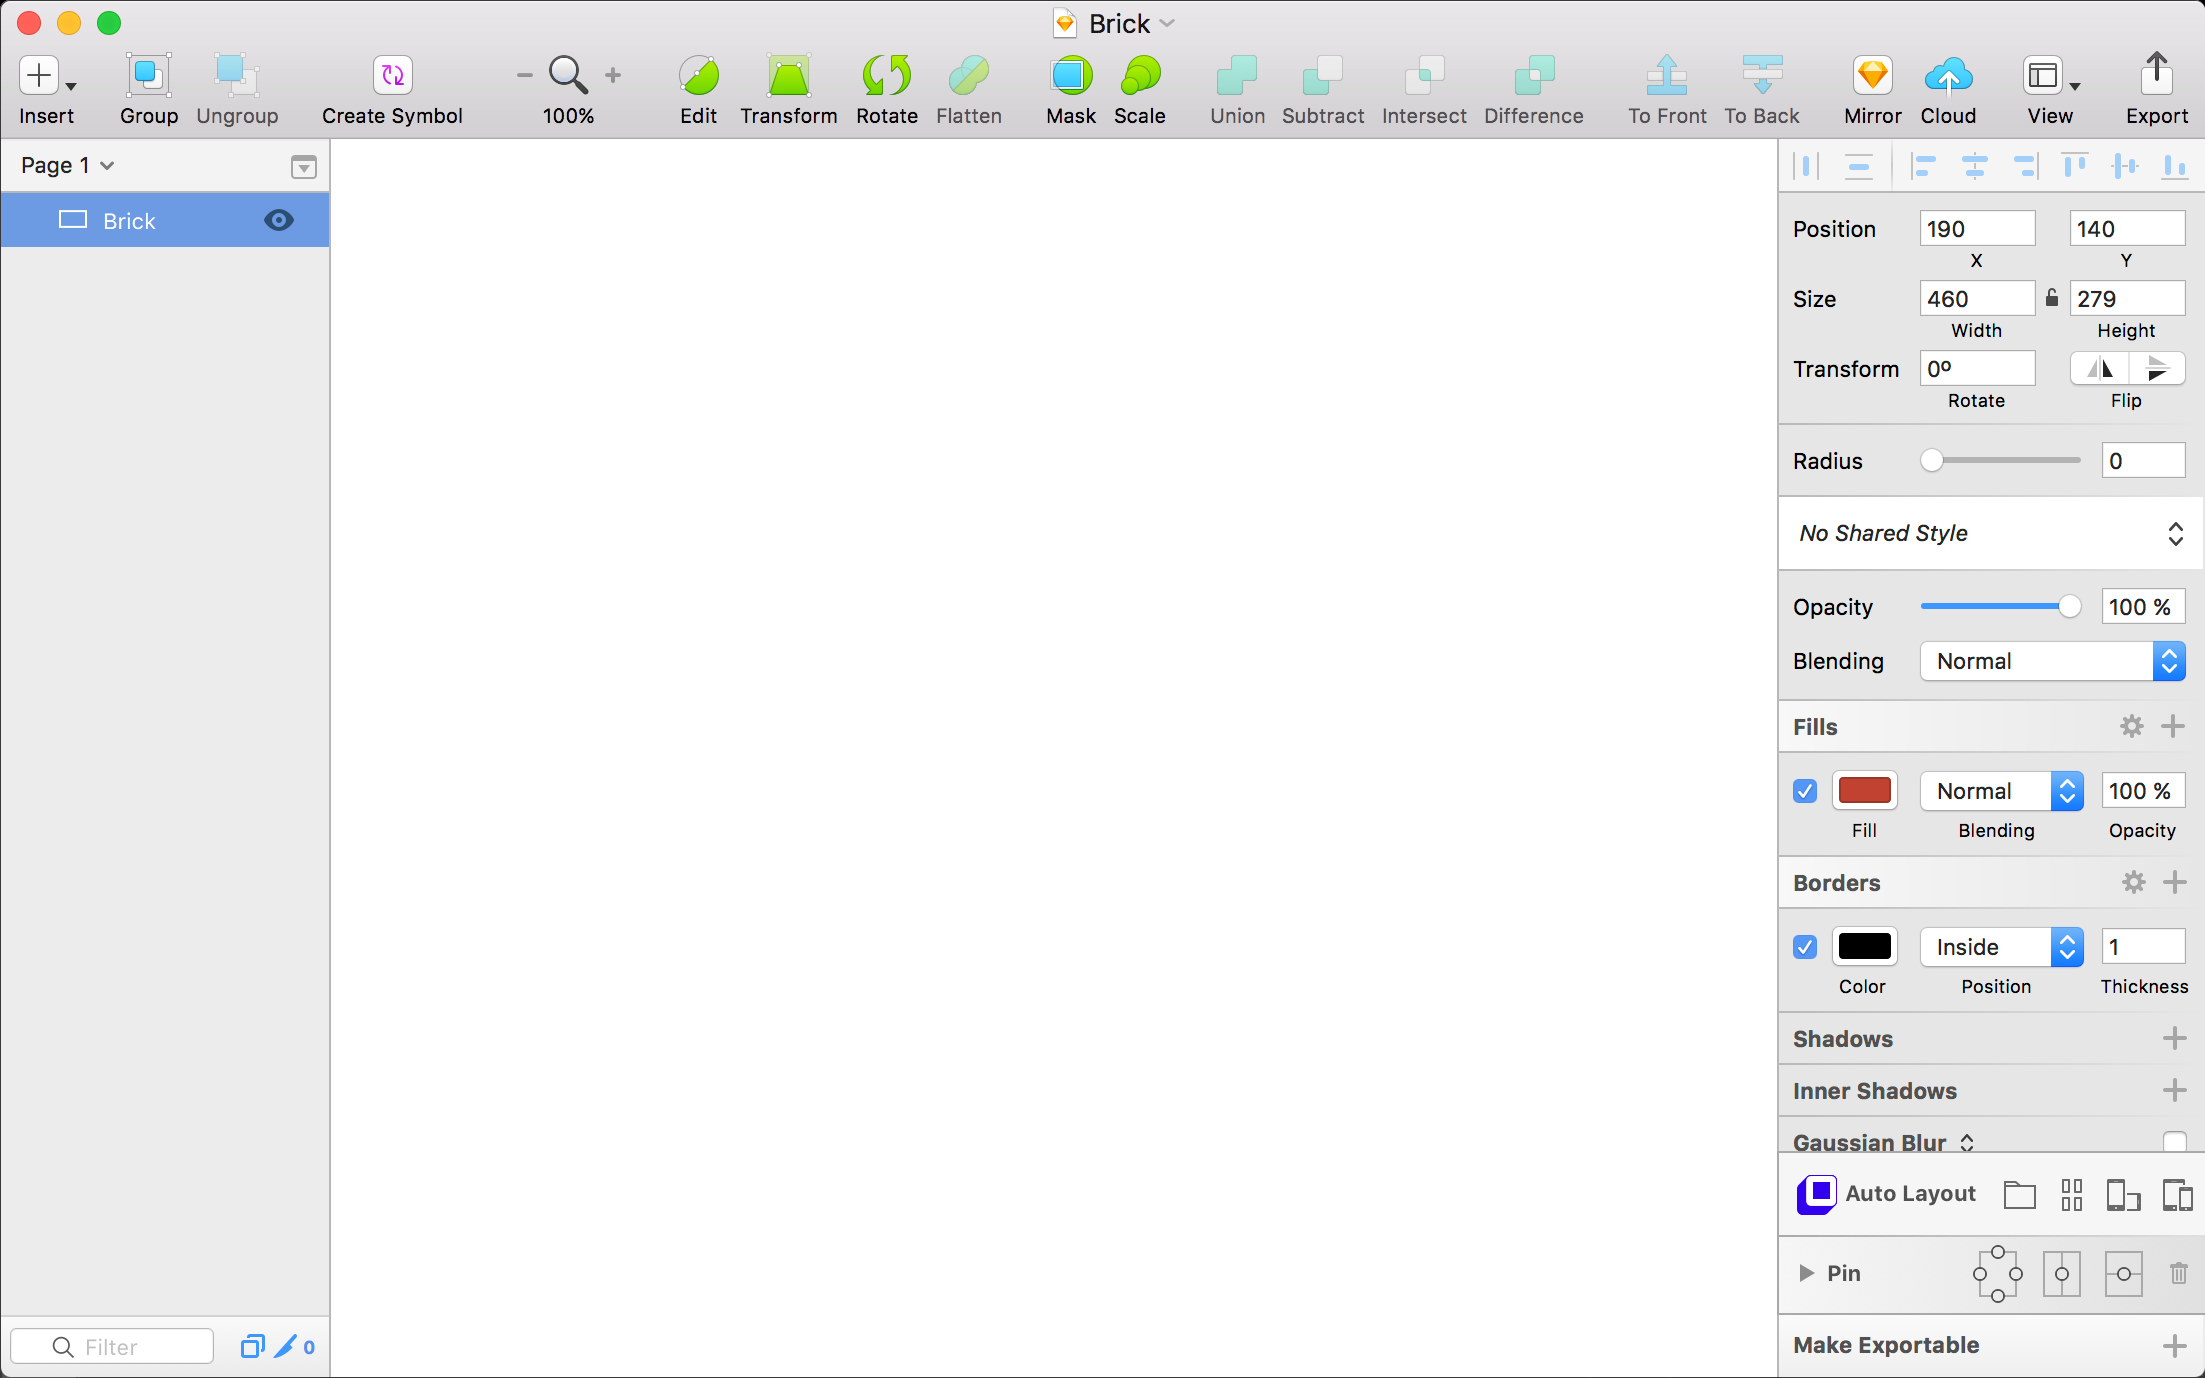 Brick
Insert Group Ungroup Create Symbol 100% Edit Transform Rotate Flatten Mask Scale Union Subtract Intersect Difference To Front To Back Mirror Cloud View Export
Page 1
Brick
Position 190 140
X Y
Size 460 279
Width Height
Transform 0º
Rotate Flip
Radius 0
No Shared Style
Opacity 100 %
Blending Normal
Fills
Normal 100 %
Fill Blending Opacity
Borders
Inside 1
Color Position Thickness
Shadows
Inner Shadows
Gaussian Blur
Auto Layout
Pin
Filter 0
Make Exportable